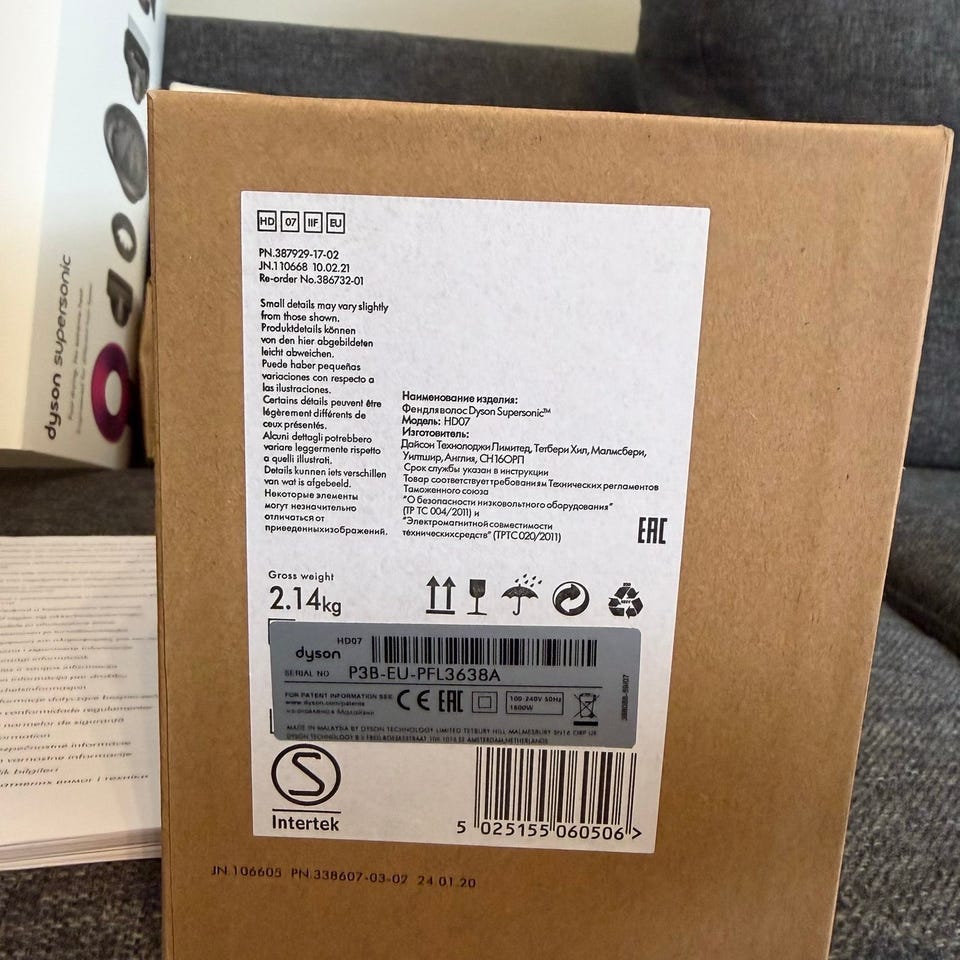 HD 07 IIF EU
PN.387929-17-02
JN.110668 10.02.21
Re-order No.386732-01
Small details may vary slightly
from those shown.
Produktdetails können
von den hier abgebildeten
leicht abweichen.
Puede haber pequeñas
variaciones con respecto a
las ilustraciones.
Certains détails peuvent être
légèrement différents de
ceux présentés.
Alcuni dettagli potrebbero
variare leggermente rispetto
a quelli illustrati.
Details kunnen iets verschillen
van wat is afgebeeld.
Некоторые элементы
могут незначительно
отличаться от
приведенныхизображений.
Наименование изделия:
Фендляволос Dyson Supersonic™
Модель: HD07
Изготовитель:
Дайсон Технолоджи Лимитед, Тетбери Хил, Малмсбери,
Уилтшир, Англия, СН16ОРП
Срок службы указан в инструкции
Товар соответствует требованиям Технических регламентов
Таможенного союза
"О безопасности низковольтного оборудования"
(ТР ТС 004/2011) и
"Электромагнитной совместимости
техническихсредств" (ТРТС020/2011)
EAC
Gross weight
2.14kg
HD07
dyson
SERIAL NO P3B-EU-PFL3638A
FOR PATENT INFORMATION SEE
www.dyson.com/patents
CE EAC
100-240V 50Hz
1600W
MADE IN MALAYSIA BY DYSON TECHNOLOGY LIMITED TETBURY HILL MALMESBURY SN16 0RP UK
S
Intertek
5 025155 060506 >
JN.106605 PN.338607-03-02 24.01.20
dyson supersonic